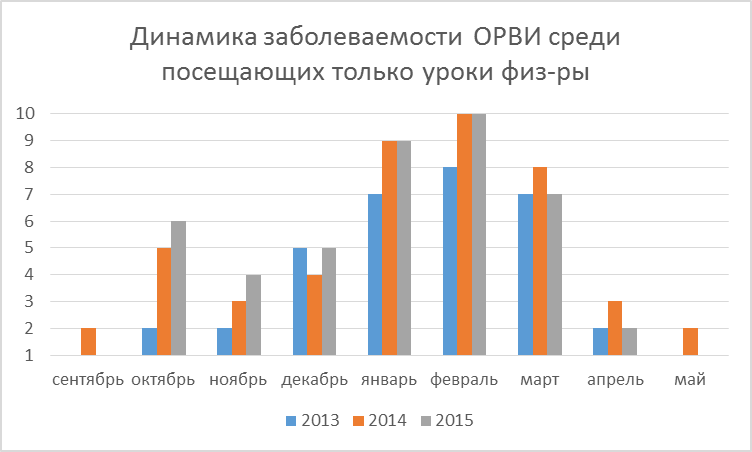 Динамика заболеваемости ОРВИ среди
посещающих только уроки физ-ры
10
9
8
7
6
5
4
3
2
1
сентябрь октябрь ноябрь декабрь январь февраль март апрель май
2013 2014 2015